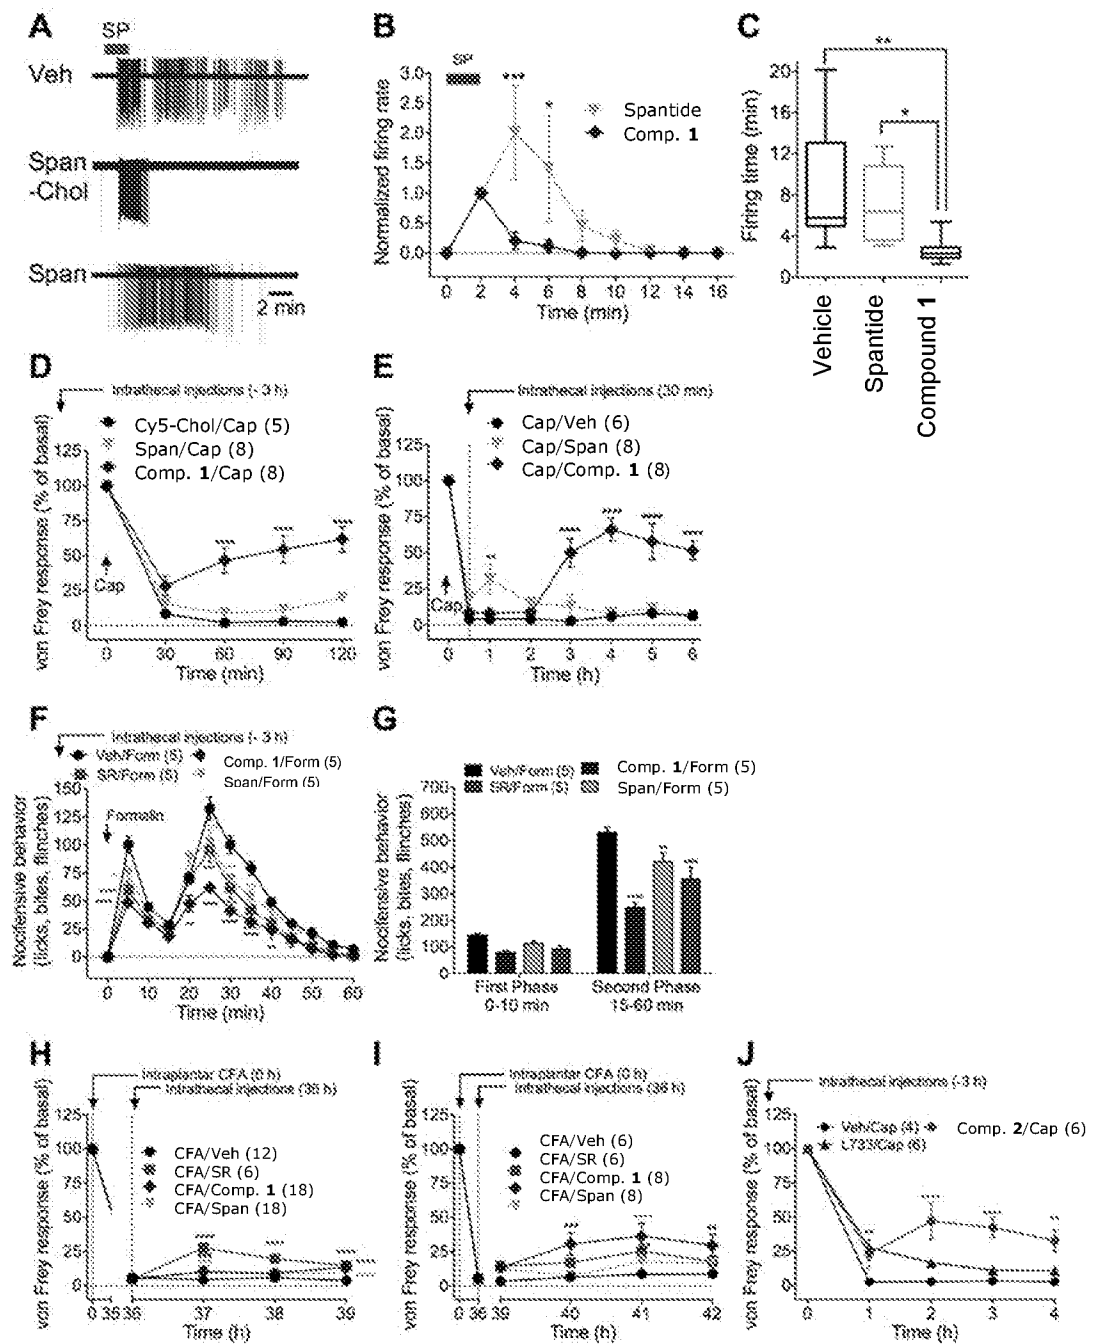 A
SP
Veh
Span
-Chol
Span
2 min
B
Normalized firing rate
3.0
2.5
2.0
1.5
1.0
0.5
0.0
SP
***
*
Spantide
Comp. 1
0 2 4 6 8 10 12 14 16
Time (min)
C
Firing time (min)
20
16
12
8
4
0
**
*
Vehicle
Spantide
Compound 1
D
Intrathecal injections (- 3 h)
Cy5-Chol/Cap (5)
Span/Cap (8)
Comp. 1/Cap (8)
von Frey response (% of basal)
125
100
75
50
25
0
Cap
0 30 60 90 120
Time (min)
E
Intrathecal injections (30 min)
Cap/Veh (6)
Cap/Span (8)
Cap/Comp. 1 (8)
von Frey response (% of basal)
125
100
75
50
25
0
Cap
0 1 2 3 4 5 6
Time (h)
F
Intrathecal injections (- 3 h)
Veh/Form (5)
SR/Form (5)
Comp. 1/Form (5)
Span/Form (5)
Nocifensive behavior
(licks, bites, flinches)
150
125
100
75
50
25
0
Formalin
0 10 20 30 40 50 60
Time (min)
G
Veh/Form (5)
SR/Form (5)
Comp. 1/Form (5)
Span/Form (5)
Nocifensive behavior
(licks, bites, flinches)
700
600
500
400
300
200
100
0
First Phase
0-10 min
Second Phase
15-60 min
H
Intraplantar CFA (0 h)
Intrathecal injections (36 h)
CFA/Veh (12)
CFA/SR (6)
CFA/Comp. 1 (18)
CFA/Span (18)
von Frey response (% of basal)
125
100
75
50
25
0
0 35 36 37 38 39
Time (h)
I
Intraplantar CFA (0 h)
Intrathecal injections (36 h)
CFA/Veh (6)
CFA/SR (6)
CFA/Comp. 1 (8)
CFA/Span (8)
von Frey response (% of basal)
125
100
75
50
25
0
0 36 39 40 41 42
Time (h)
J
Intrathecal injections (-3 h)
Veh/Cap (4)
L733/Cap (6)
Comp. 2/Cap (6)
von Frey response (% of basal)
125
100
75
50
25
0
0 1 2 3 4
Time (h)